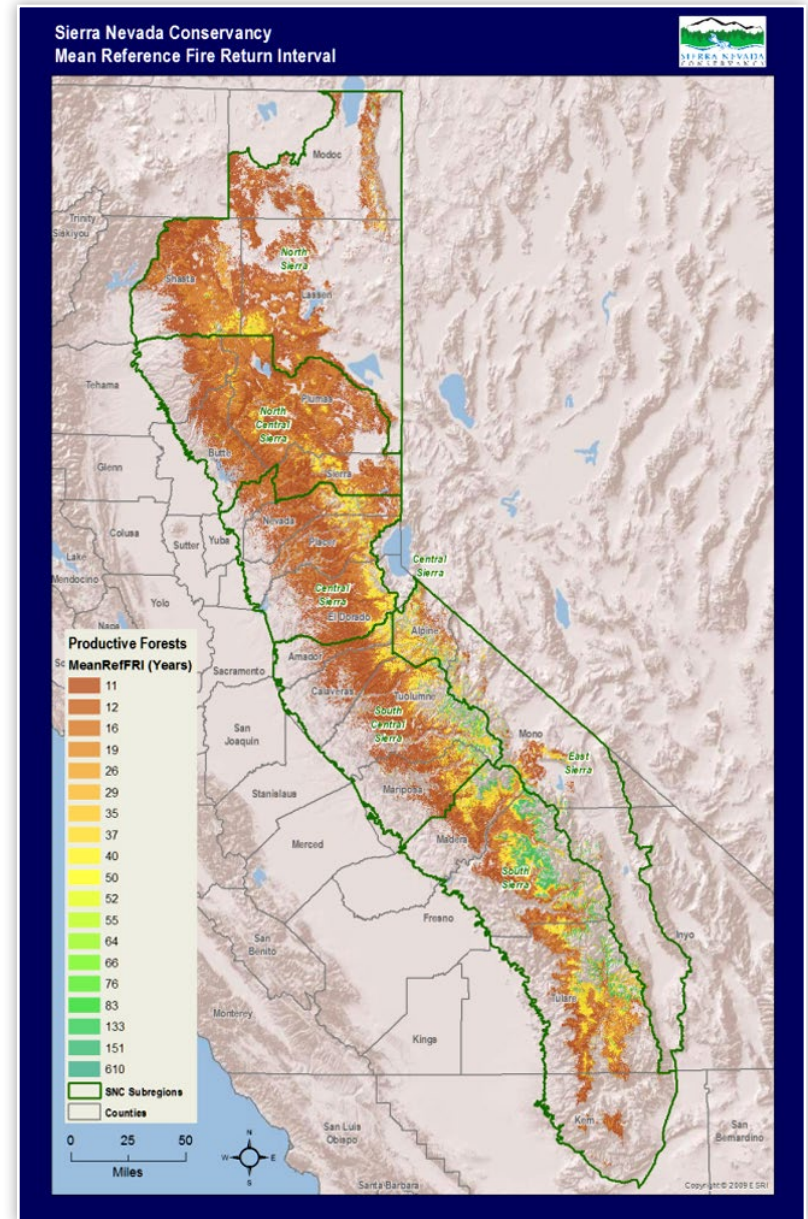 Sierra Nevada Conservancy
Mean Reference Fire Return Interval
SIERRA NEVADA
CONSERVANCY
Modoc
Trinity
Siskiyou
North
Sierra
Shasta
Lassen
Tehama
Plumas
North
Central
Sierra
Butte
Glenn
Sierra
Nevada
Colusa
Sutter
Yuba
Placer
Lake
Mendocino
Central
Sierra
Central
Sierra
Yolo
El Dorado
Napa
Alpine
Sacramento
Amador
Calaveras
Tuolumne
South
Central
Sierra
San
Joaquin
Mono
East
Sierra
Stanislaus
Mariposa
Merced
Madera
South
Sierra
Fresno
Inyo
San
Benito
Tulare
Monterey
Kings
Kern
San Luis
Obispo
San
Bernardino
Santa Barbara
Productive Forests
MeanRefFRI (Years)
11
12
16
19
26
29
35
37
40
50
52
55
64
66
76
83
133
151
610
SNC Subregions
Counties
0 25 50
Miles
N
W E
S
Copyright:© 2009 ESRI